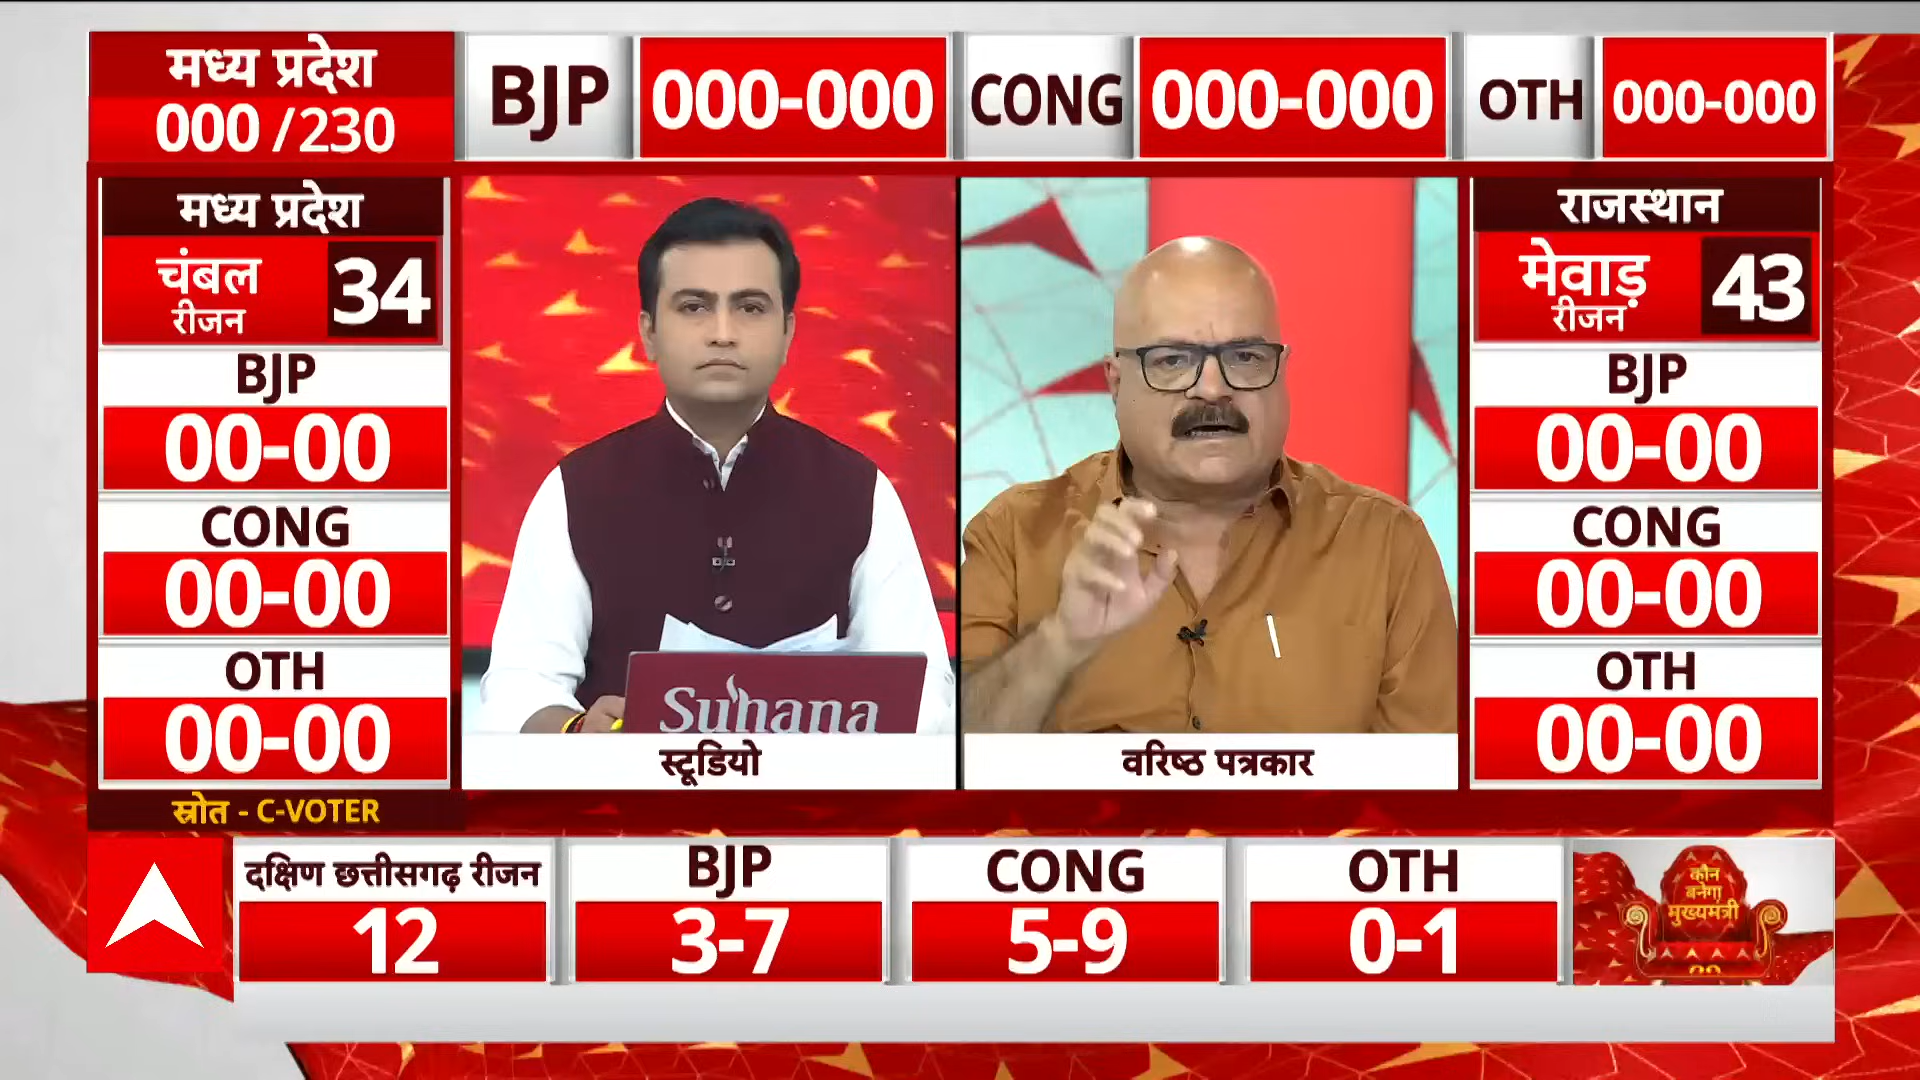 मध्य प्रदेश
000 /230
BJP
000-000
CONG
000-000
OTH
000-000
मध्य प्रदेश
चंबल
रीजन
34
BJP
00-00
CONG
00-00
OTH
00-00
स्रोत - C-VOTER
Suhana
स्टूडियो
वरिष्ठ पत्रकार
राजस्थान
मेवाड़
रीजन
43
BJP
00-00
CONG
00-00
OTH
00-00
दक्षिण छत्तीसगढ़ रीजन
12
BJP
3-7
CONG
5-9
OTH
0-1
कौन
बनेगा
मुख्यमंत्री